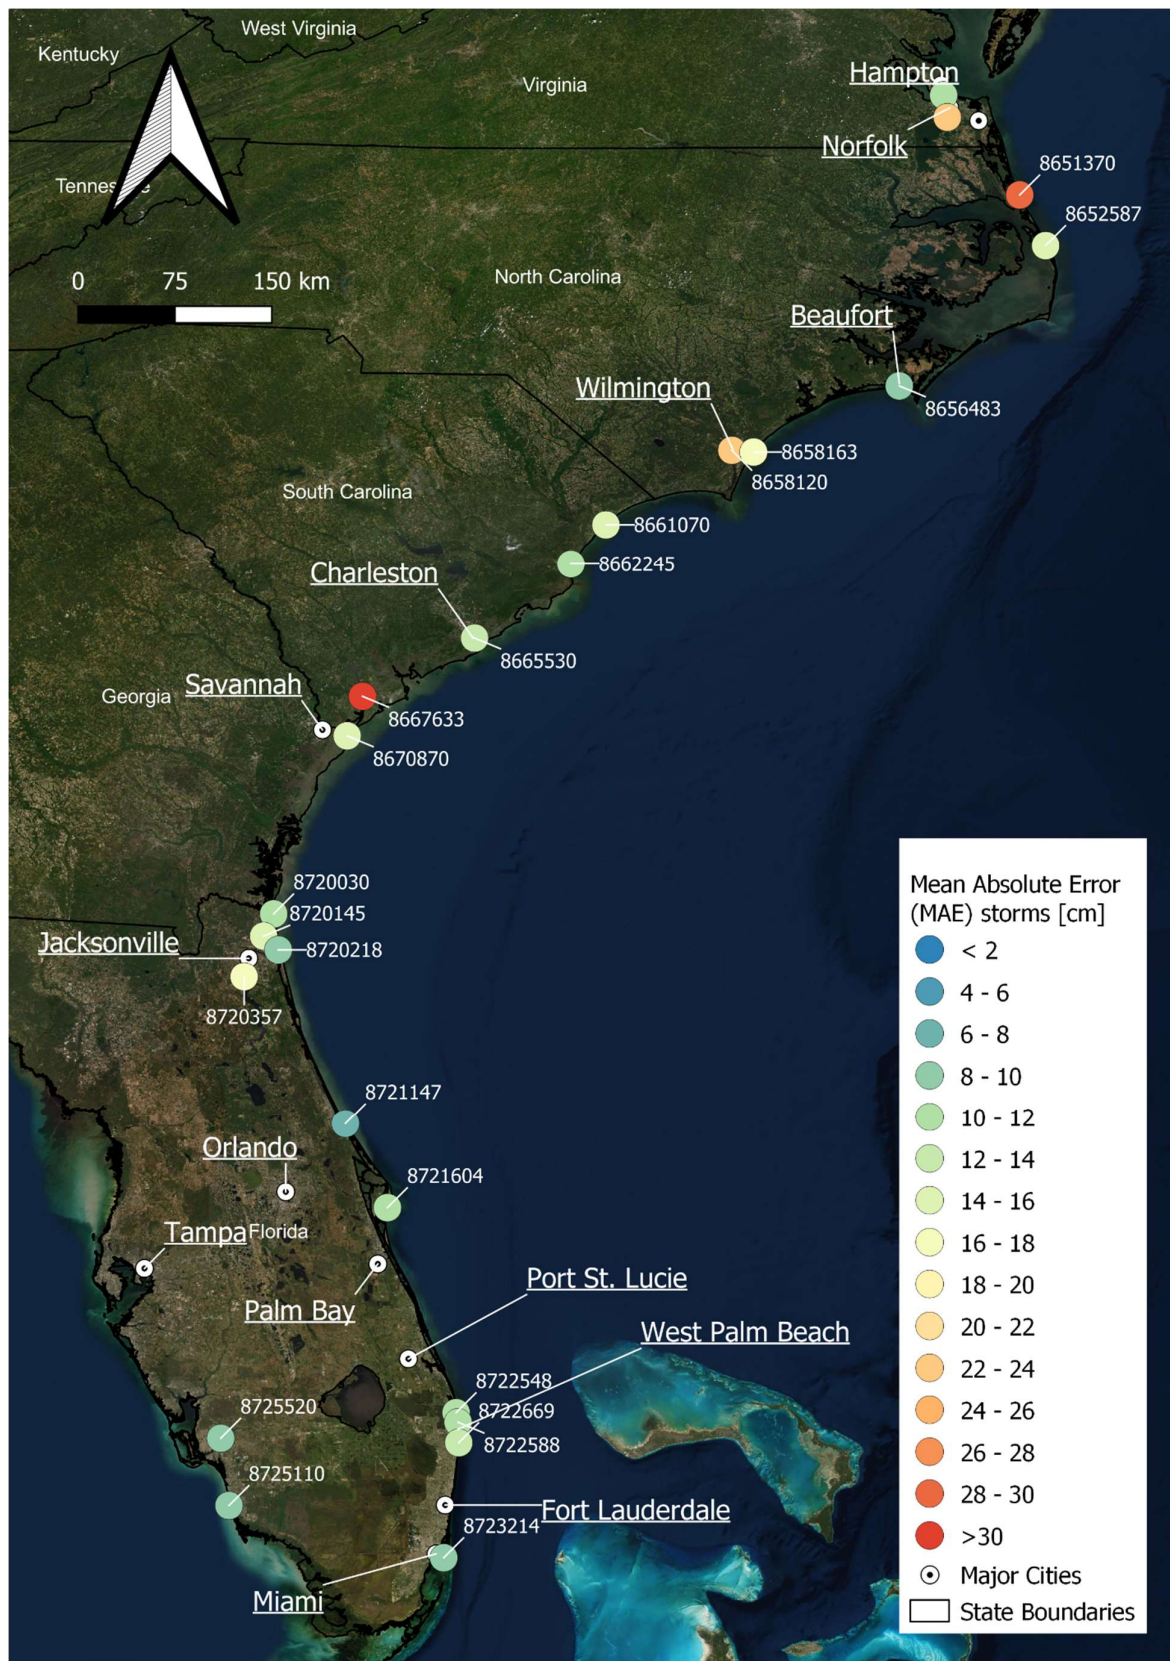 West Virginia
Kentucky
Virginia
Hampton
Norfolk
8651370
Tennessee
8652587
0 75 150 km
North Carolina
Beaufort
Wilmington
8656483
8658163
8658120
South Carolina
8661070
8662245
Charleston
8665530
Georgia
Savannah
8667633
8670870
8720030
8720145
Jacksonville
8720218
8720357
8721147
Orlando
8721604
Tampa
Florida
Port St. Lucie
Palm Bay
West Palm Beach
8722548
8722669
8722588
8725520
8725110
Fort Lauderdale
8723214
Miami
Mean Absolute Error
(MAE) storms [cm]
< 2
4 - 6
6 - 8
8 - 10
10 - 12
12 - 14
14 - 16
16 - 18
18 - 20
20 - 22
22 - 24
24 - 26
26 - 28
28 - 30
>30
Major Cities
State Boundaries